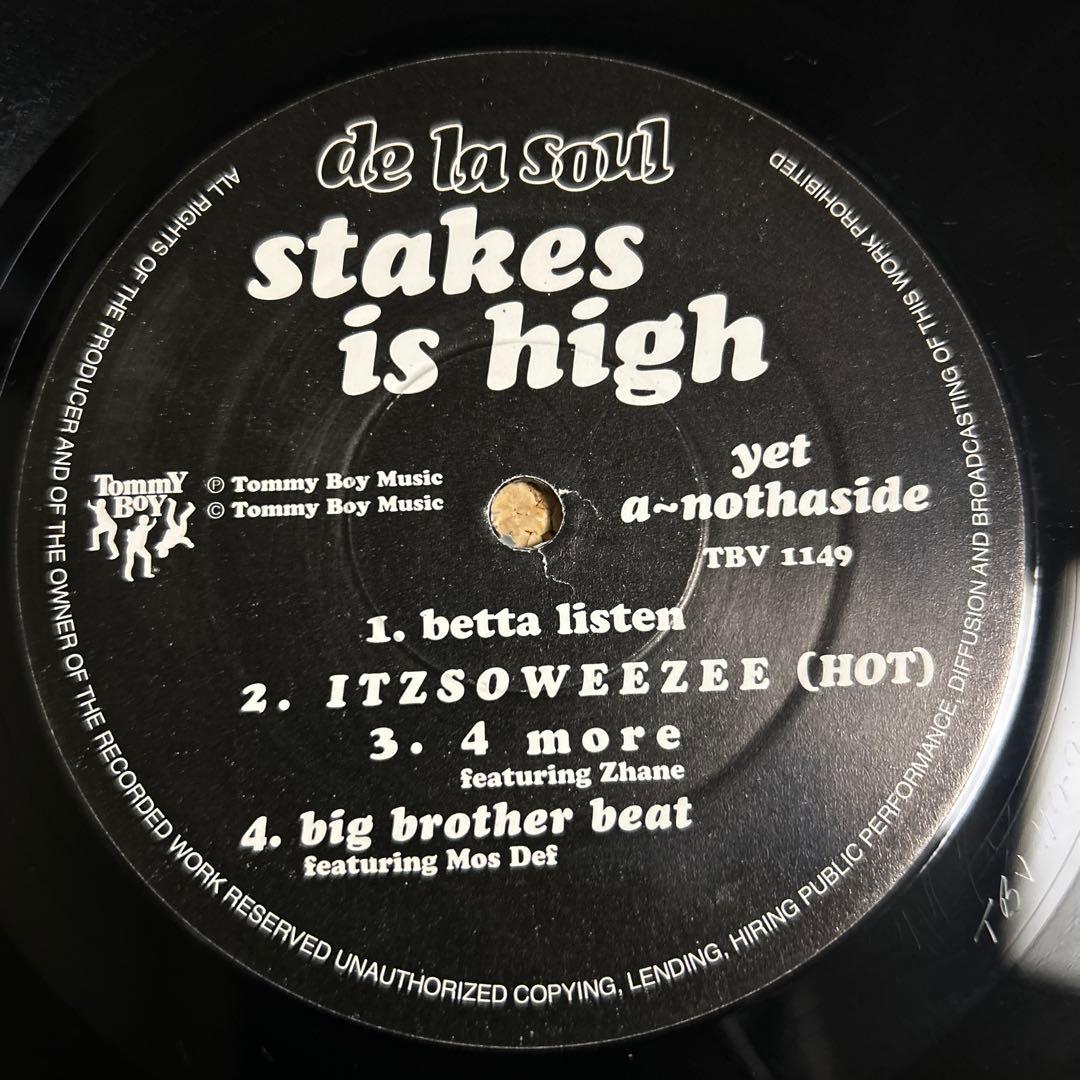 de la soul
stakes
is high
yet
a~nothaside
TBV 1149
TommY
BOY
℗ Tommy Boy Music
© Tommy Boy Music
1. betta listen
2. ITZSOWEEZEE (HOT)
3. 4 more
featuring Zhane
4. big brother beat
featuring Mos Def
ALL RIGHTS OF THE PRODUCER AND OF THE OWNER OF THE RECORDED WORK RESERVED UNAUTHORIZED COPYING, LENDING, HIRING PUBLIC PERFORMANCE, DIFFUSION AND BROADCASTING OF THIS WORK PROHIBITED
TBV